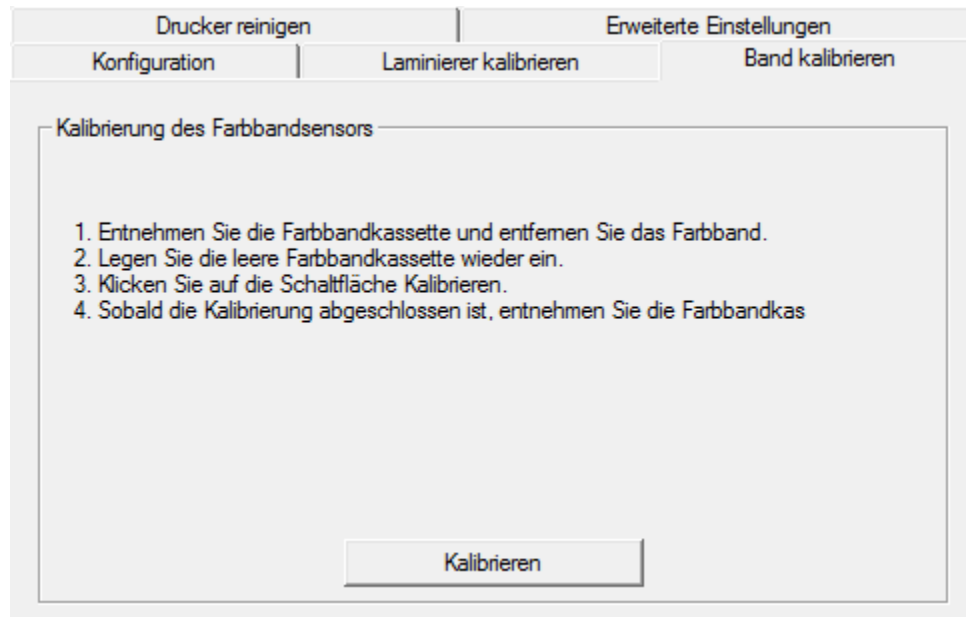 Drucker reinigen
Erweiterte Einstellungen
Konfiguration
Laminierer kalibrieren
Band kalibrieren
Kalibrierung des Farbbandsensors
1. Entnehmen Sie die Farbbandkassette und entfernen Sie das Farbband.
2. Legen Sie die leere Farbbandkassette wieder ein.
3. Klicken Sie auf die Schaltfläche Kalibrieren.
4. Sobald die Kalibrierung abgeschlossen ist, entnehmen Sie die Farbbandkas
Kalibrieren